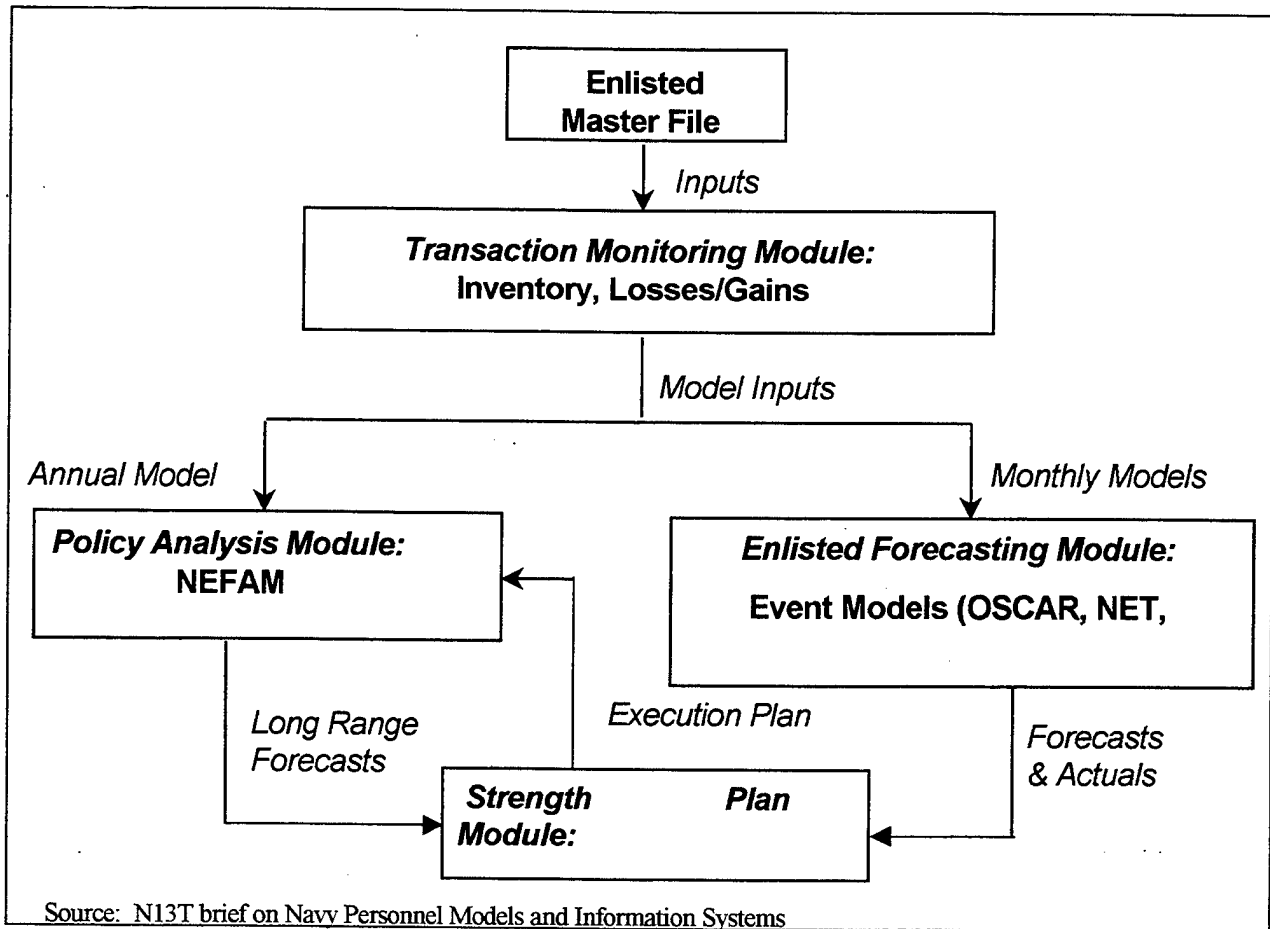 Enlisted
Master File
Inputs
Transaction Monitoring Module:
Inventory, Losses/Gains
Model Inputs
Annual Model
Monthly Models
Policy Analysis Module:
NEFAM
Enlisted Forecasting Module:
Event Models (OSCAR, NET,
Long Range
Forecasts
Execution Plan
Forecasts
& Actuals
Strength Plan
Module:
Source: N13T brief on Navy Personnel Models and Information Systems